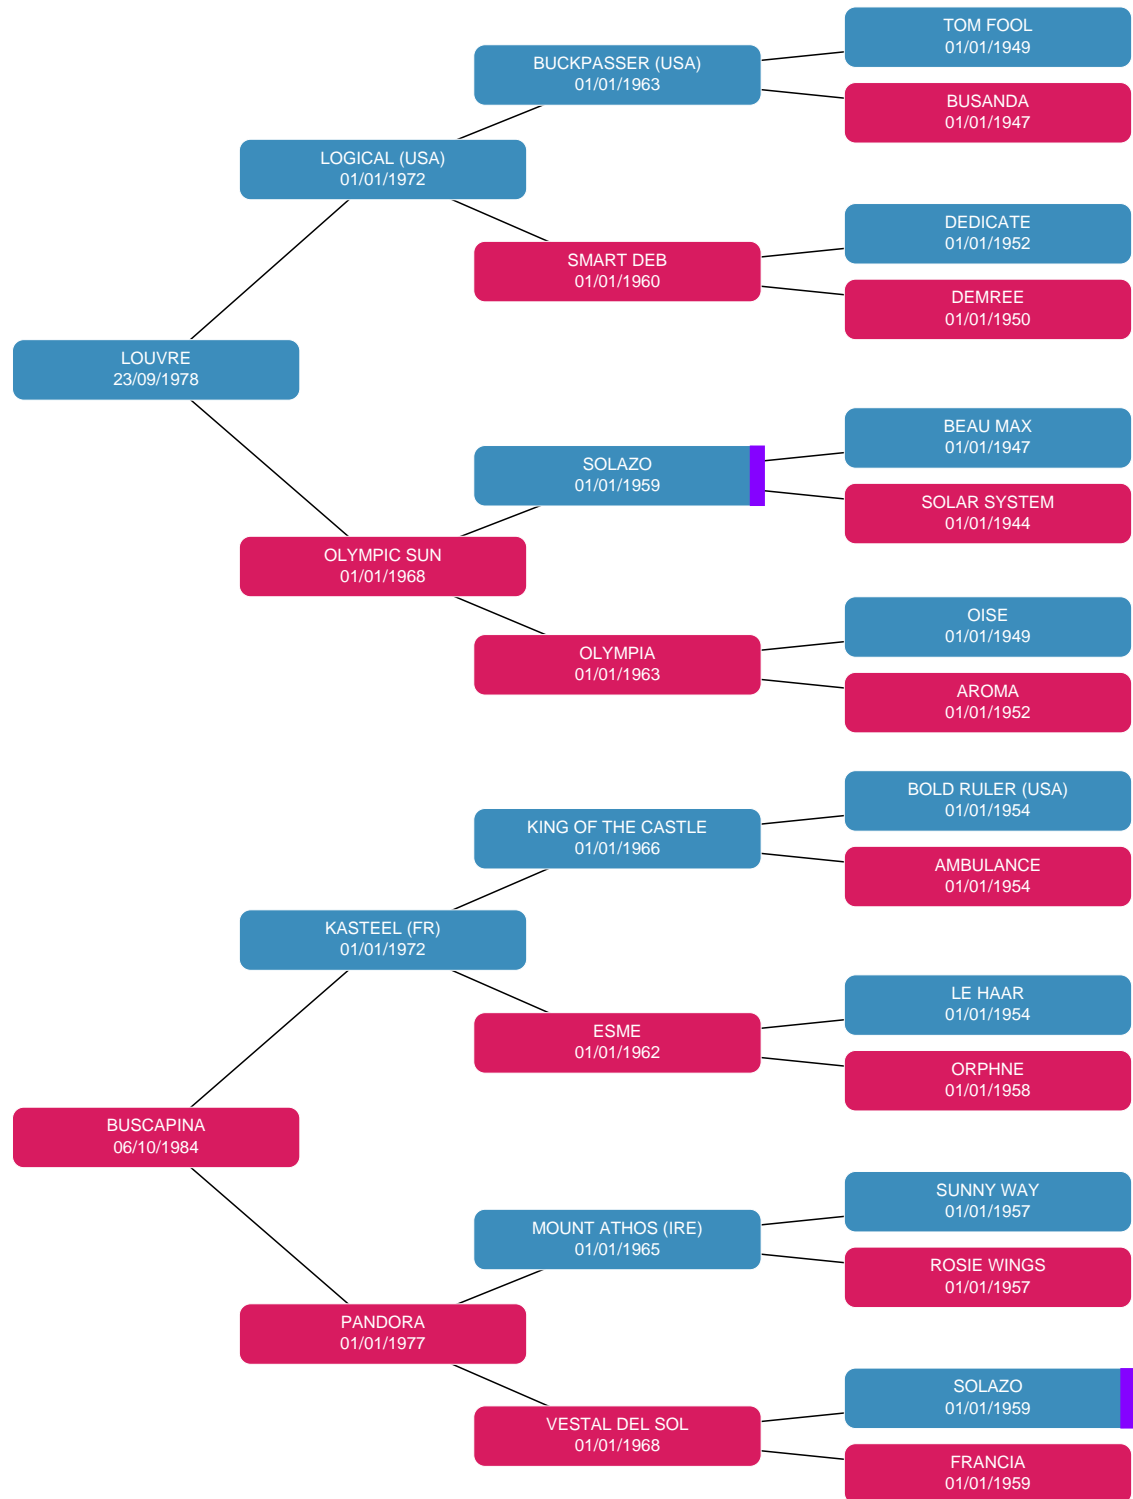 TOM FOOL
01/01/1949
BUCKPASSER (USA)
01/01/1963
BUSANDA
01/01/1947
LOGICAL (USA)
01/01/1972
DEDICATE
01/01/1952
SMART DEB
01/01/1960
DEMREE
01/01/1950
LOUVRE
23/09/1978
BEAU MAX
01/01/1947
SOLAZO
01/01/1959
SOLAR SYSTEM
01/01/1944
OLYMPIC SUN
01/01/1968
OISE
01/01/1949
OLYMPIA
01/01/1963
AROMA
01/01/1952
BOLD RULER (USA)
01/01/1954
KING OF THE CASTLE
01/01/1966
AMBULANCE
01/01/1954
KASTEEL (FR)
01/01/1972
LE HAAR
01/01/1954
ESME
01/01/1962
ORPHNE
01/01/1958
BUSCAPINA
06/10/1984
SUNNY WAY
01/01/1957
MOUNT ATHOS (IRE)
01/01/1965
ROSIE WINGS
01/01/1957
PANDORA
01/01/1977
SOLAZO
01/01/1959
VESTAL DEL SOL
01/01/1968
FRANCIA
01/01/1959